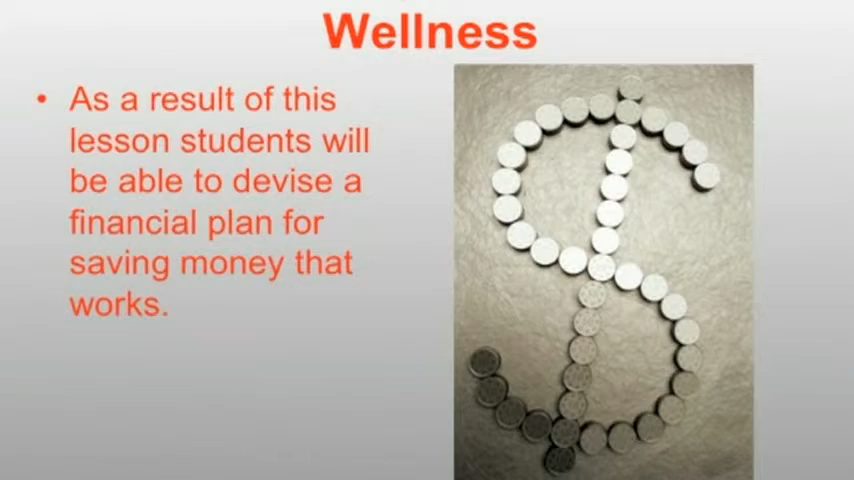 Wellness
• As a result of this
lesson students will
be able to devise a
financial plan for
saving money that
works.